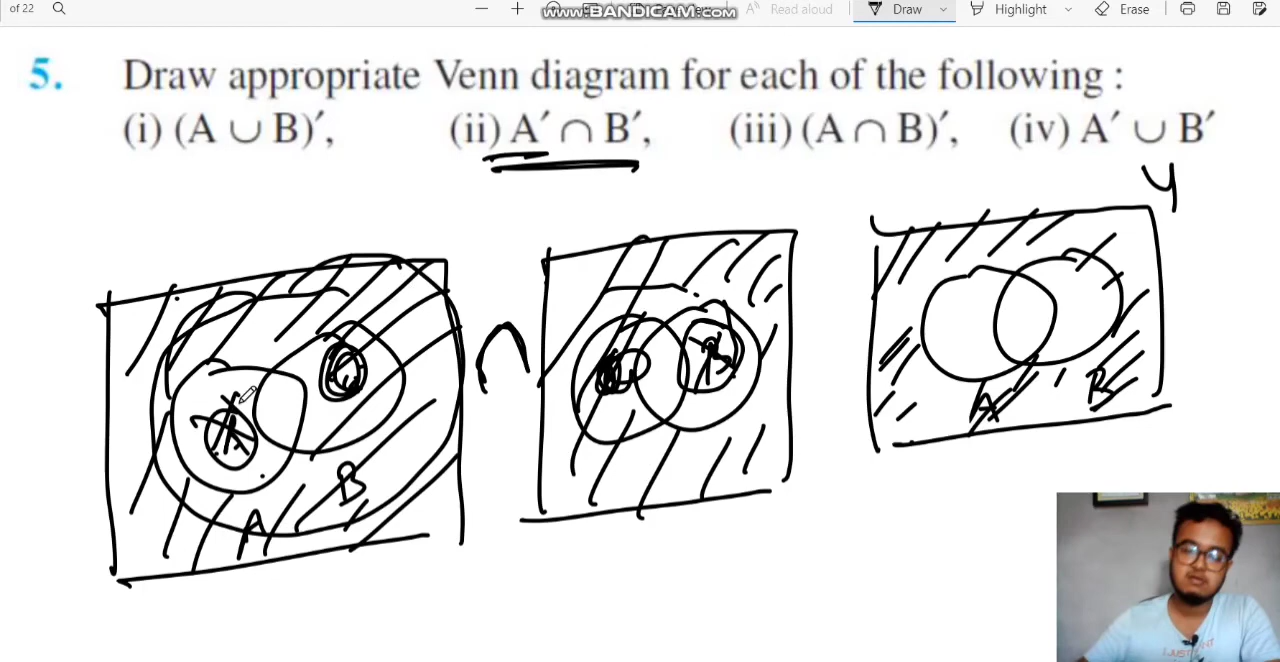 of 22
www.BANDICAM.com
Read aloud
Draw
Highlight
Erase
5. Draw appropriate Venn diagram for each of the following :
(i) (A ∪ B)′, (ii) A′ ∩ B′, (iii) (A ∩ B)′, (iv) A′ ∪ B′
∩
A
B
A
B